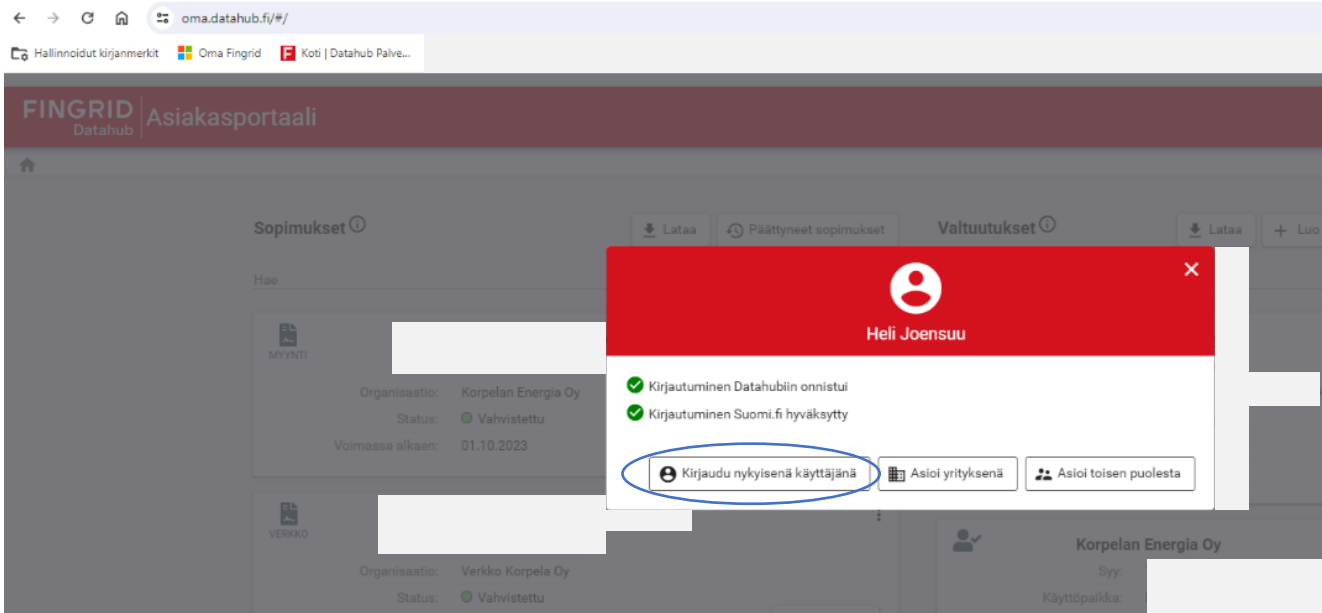 oma.datahub.fi/#/
Hallinnoidut kirjanmerkit Oma Fingrid Koti | Datahub Palve...
FINGRID
Datahub
Asiakasportaali
Sopimukset
Lataa Päättyneet sopimukset
Valtuutukset
Lataa + Luo
Hae
Heli Joensuu
MYYNTI
Organisaatio: Korpelan Energia Oy
Status: Vahvistettu
Voimassa alkaen: 01.10.2023
Kirjautuminen Datahubiin onnistui
Kirjautuminen Suomi.fi hyväksytty
Kirjaudu nykyisenä käyttäjänä Asioi yrityksenä Asioi toisen puolesta
VERKKO
Organisaatio: Verkko Korpela Oy
Status: Vahvistettu
Korpelan Energia Oy
Syy:
Käyttöpaikka: